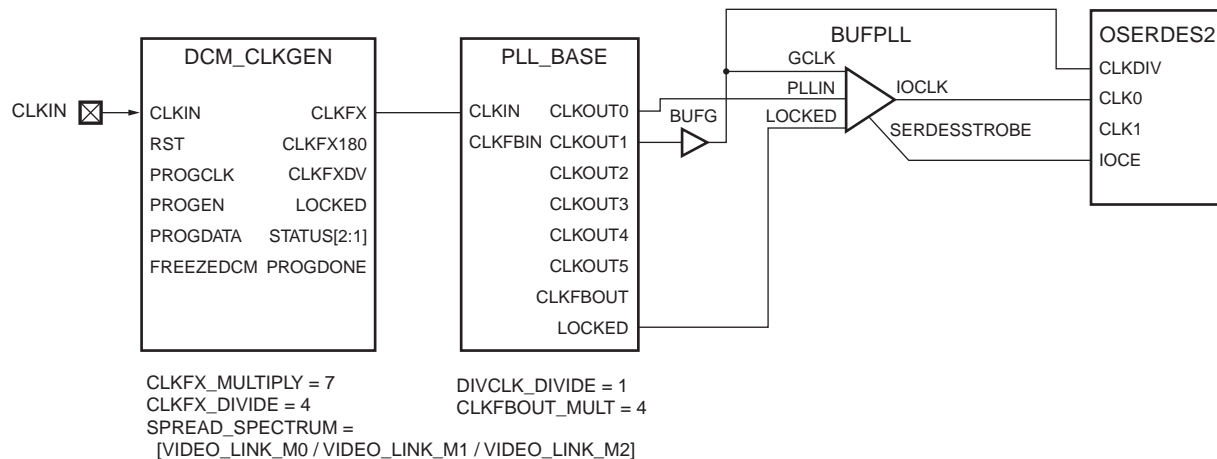 DCM_CLKGEN
CLKIN
CLKIN
RST
PROGCLK
PROGEN
PROGDATA
FREEZEDCM
CLKFX
CLKFX180
CLKFXDV
LOCKED
STATUS[2:1]
PROGDONE
CLKFX_MULTIPLY = 7
CLKFX_DIVIDE = 4
SPREAD_SPECTRUM =
[VIDEO_LINK_M0 / VIDEO_LINK_M1 / VIDEO_LINK_M2]
PLL_BASE
CLKIN
CLKFBIN
CLKOUT0
CLKOUT1
CLKOUT2
CLKOUT3
CLKOUT4
CLKOUT5
CLKFBOUT
LOCKED
DIVCLK_DIVIDE = 1
CLKFBOUT_MULT = 4
BUFG
BUFPLL
GCLK
PLLIN
LOCKED
IOCLK
SERDESSTROBE
OSERDES2
CLKDIV
CLK0
CLK1
IOCE